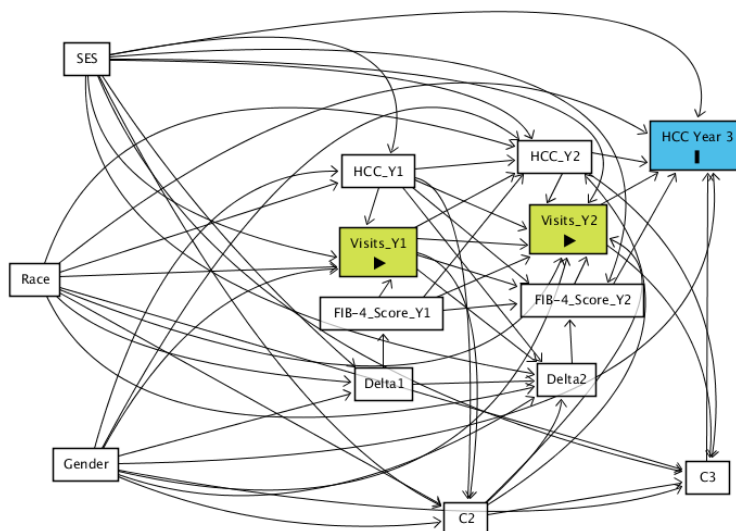 SES
HCC Year 3
HCC_Y2
HCC_Y1
Visits_Y2
Visits_Y1
Race
FIB-4_Score_Y2
FIB-4_Score_Y1
Delta2
Delta1
Gender
C3
C2